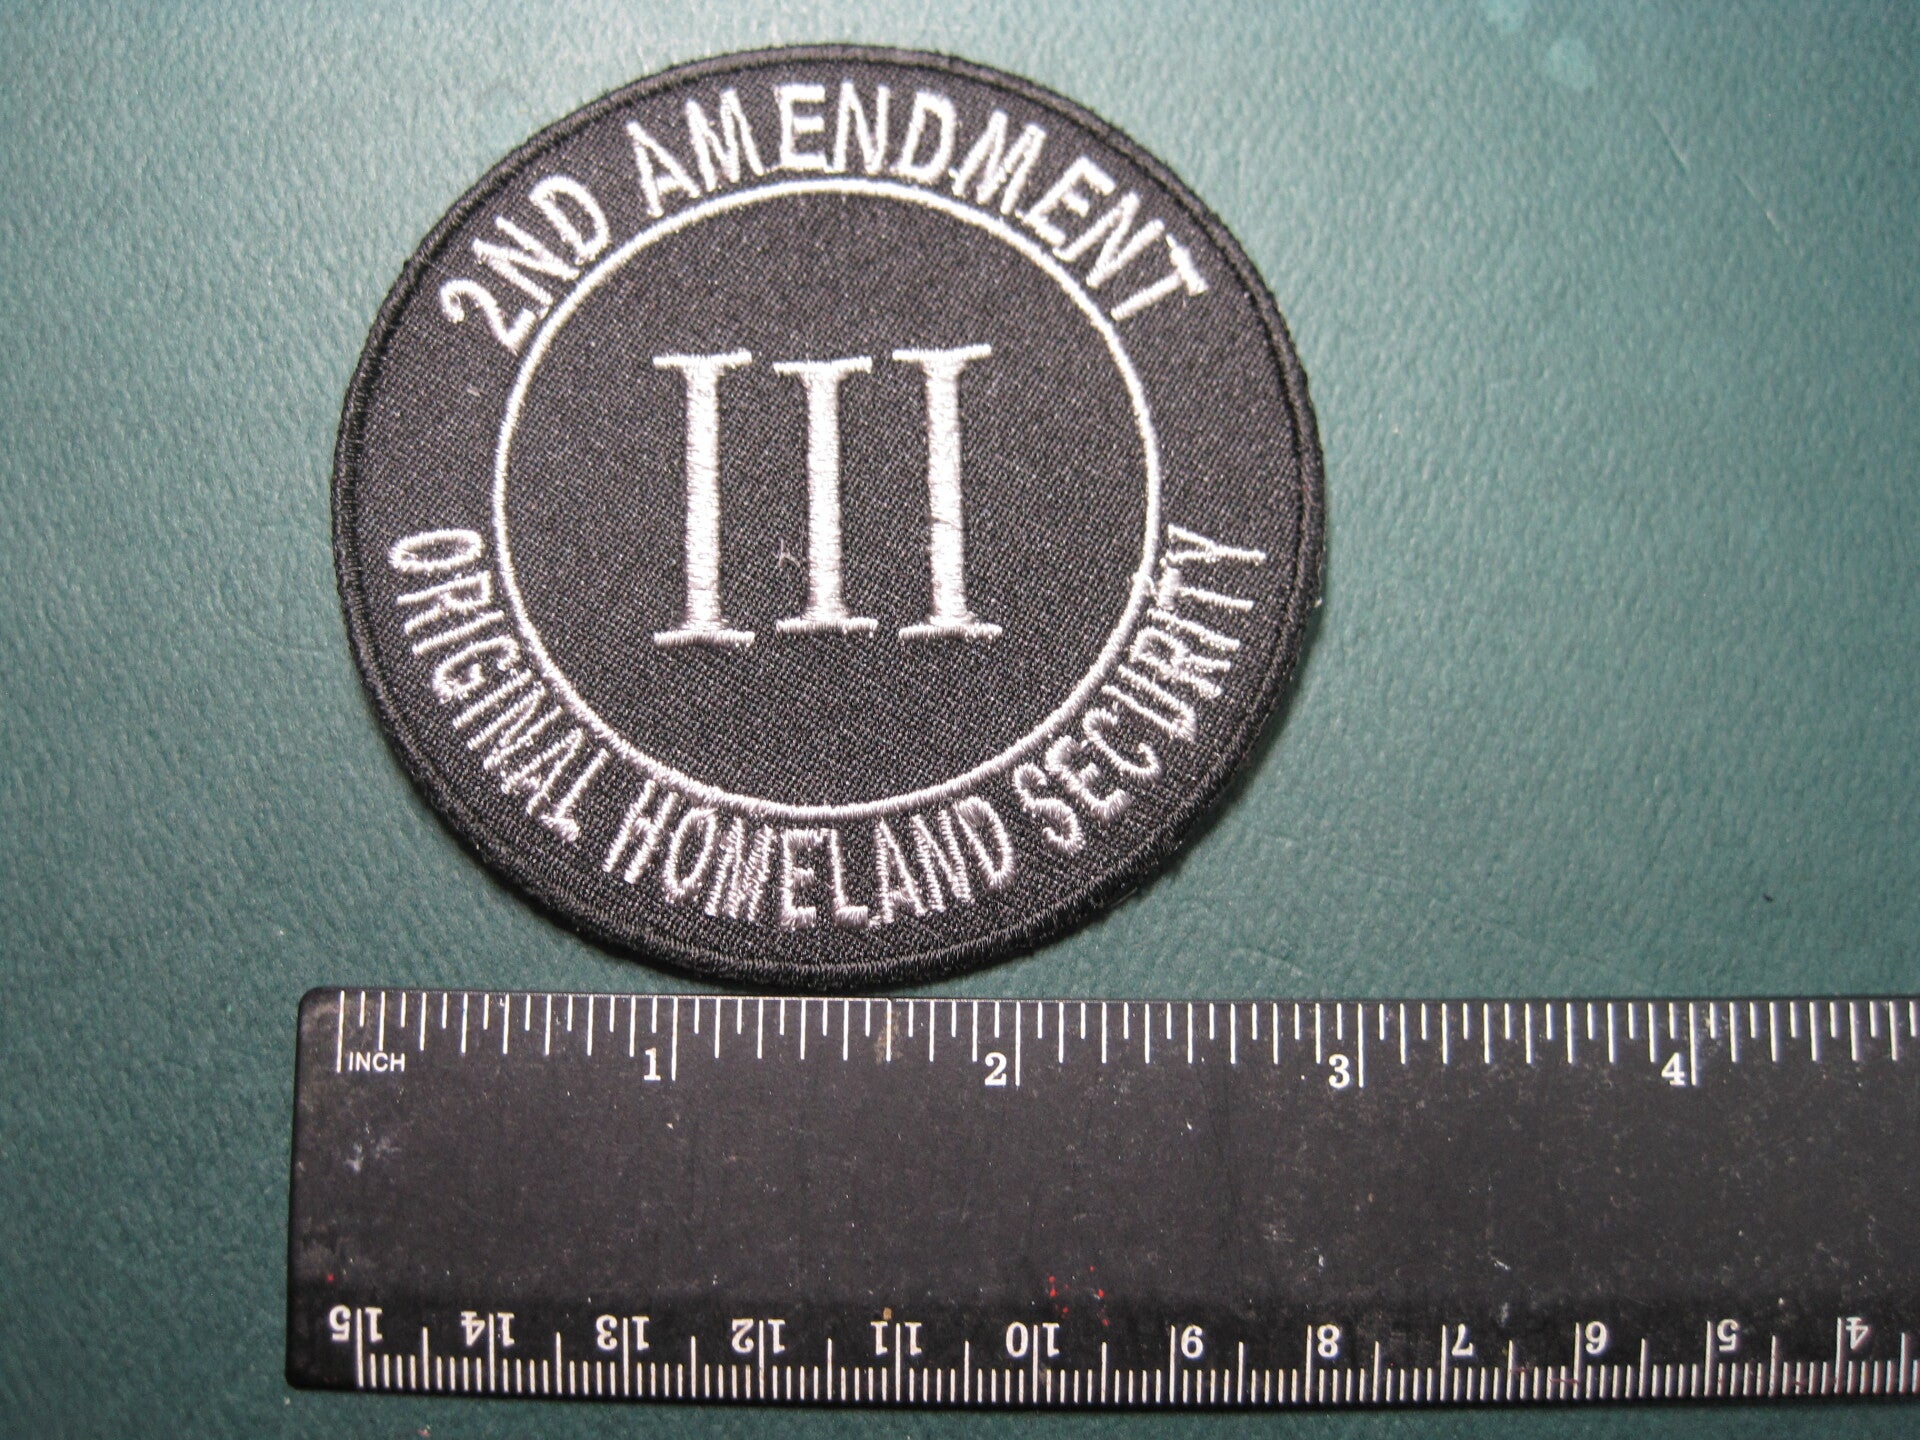 2ND AMENDMENT
III
ORIGINAL HOMELAND SECURITY
INCH 1 2 3 4
15 14 13 12 11 10 9 8 7 6 5 4